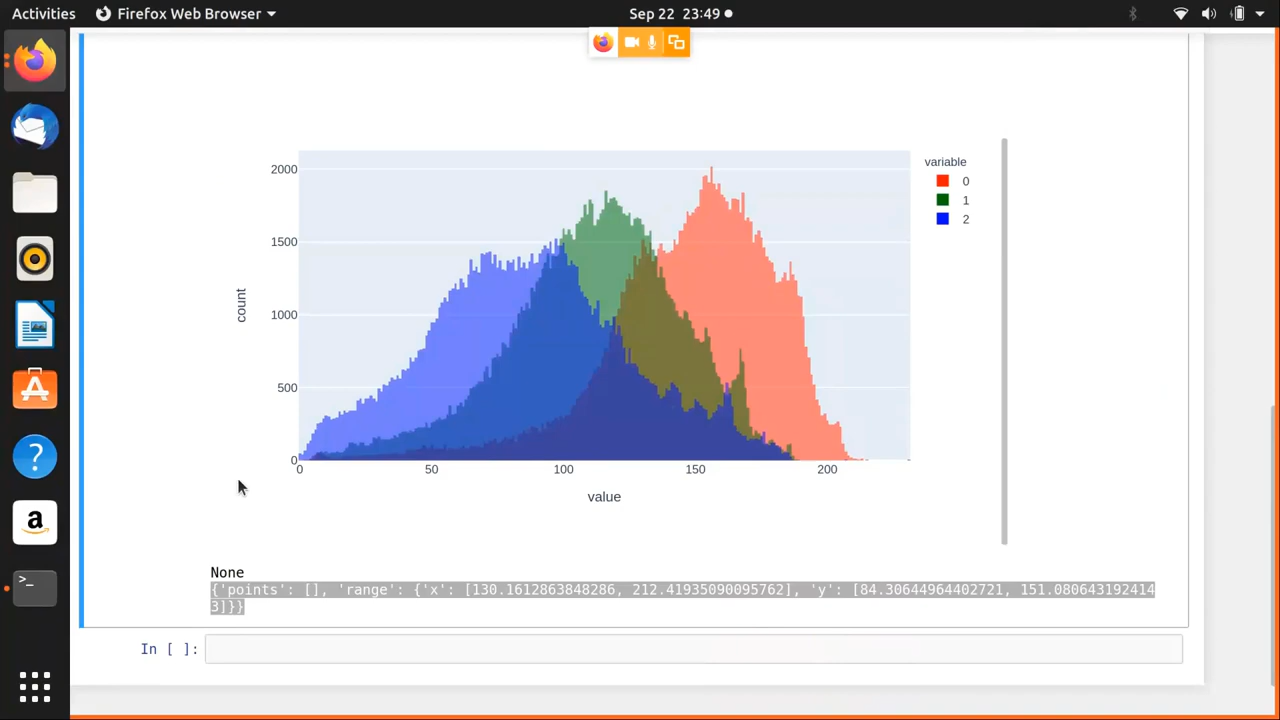 Activities Firefox Web Browser Sep 22 23:49
variable
0
1
2
2000
1500
1000
500
0
count
0 50 100 150 200
value
None
{'points': [], 'range': {'x': [130.1612863848286, 212.41935090095762], 'y': [84.30644964402721, 151.080643192414
3]}}
In [ ]: